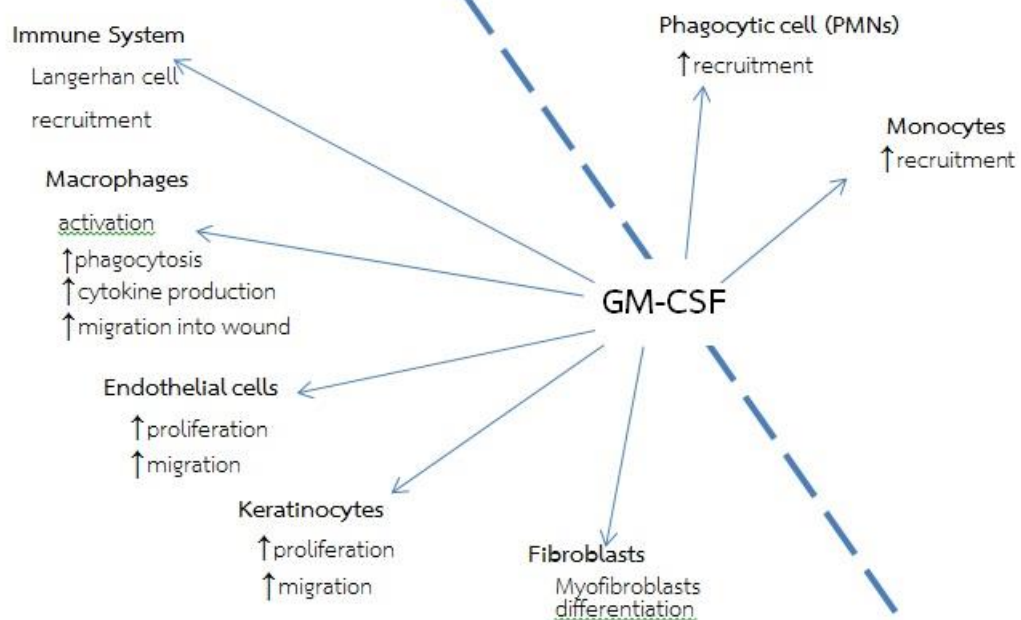 Immune System
Langerhan cell
recruitment
Macrophages
activation
↑phagocytosis
↑cytokine production
↑migration into wound
Endothelial cells
↑proliferation
↑migration
Keratinocytes
↑proliferation
↑migration
Fibroblasts
Myofibroblasts
differentiation
GM-CSF
Phagocytic cell (PMNs)
↑recruitment
Monocytes
↑recruitment